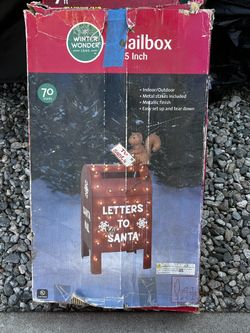 WINTER
WONDER
LANE
ailbox
5 Inch
70
• Indoor/Outdoor
• Metal stakes included
• Metallic finish
• Easy set up and tear down
LETTERS
TO
SANTA